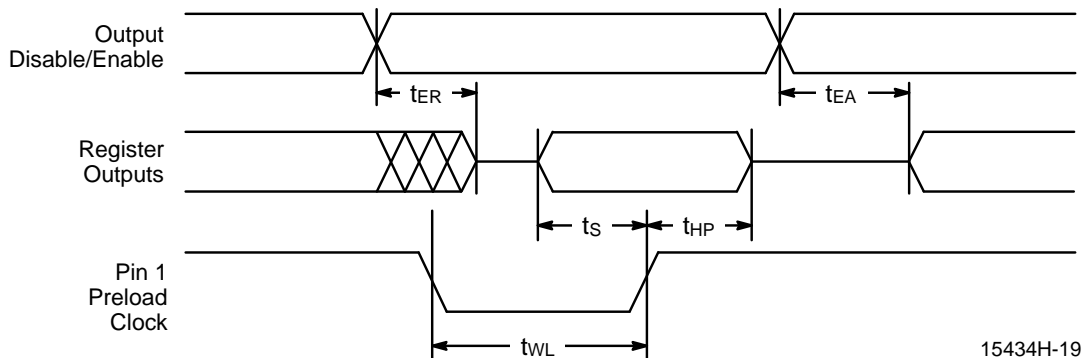 Output
Disable/Enable
tER
tEA
Register
Outputs
tS
tHP
Pin 1
Preload
Clock
tWL
15434H-19